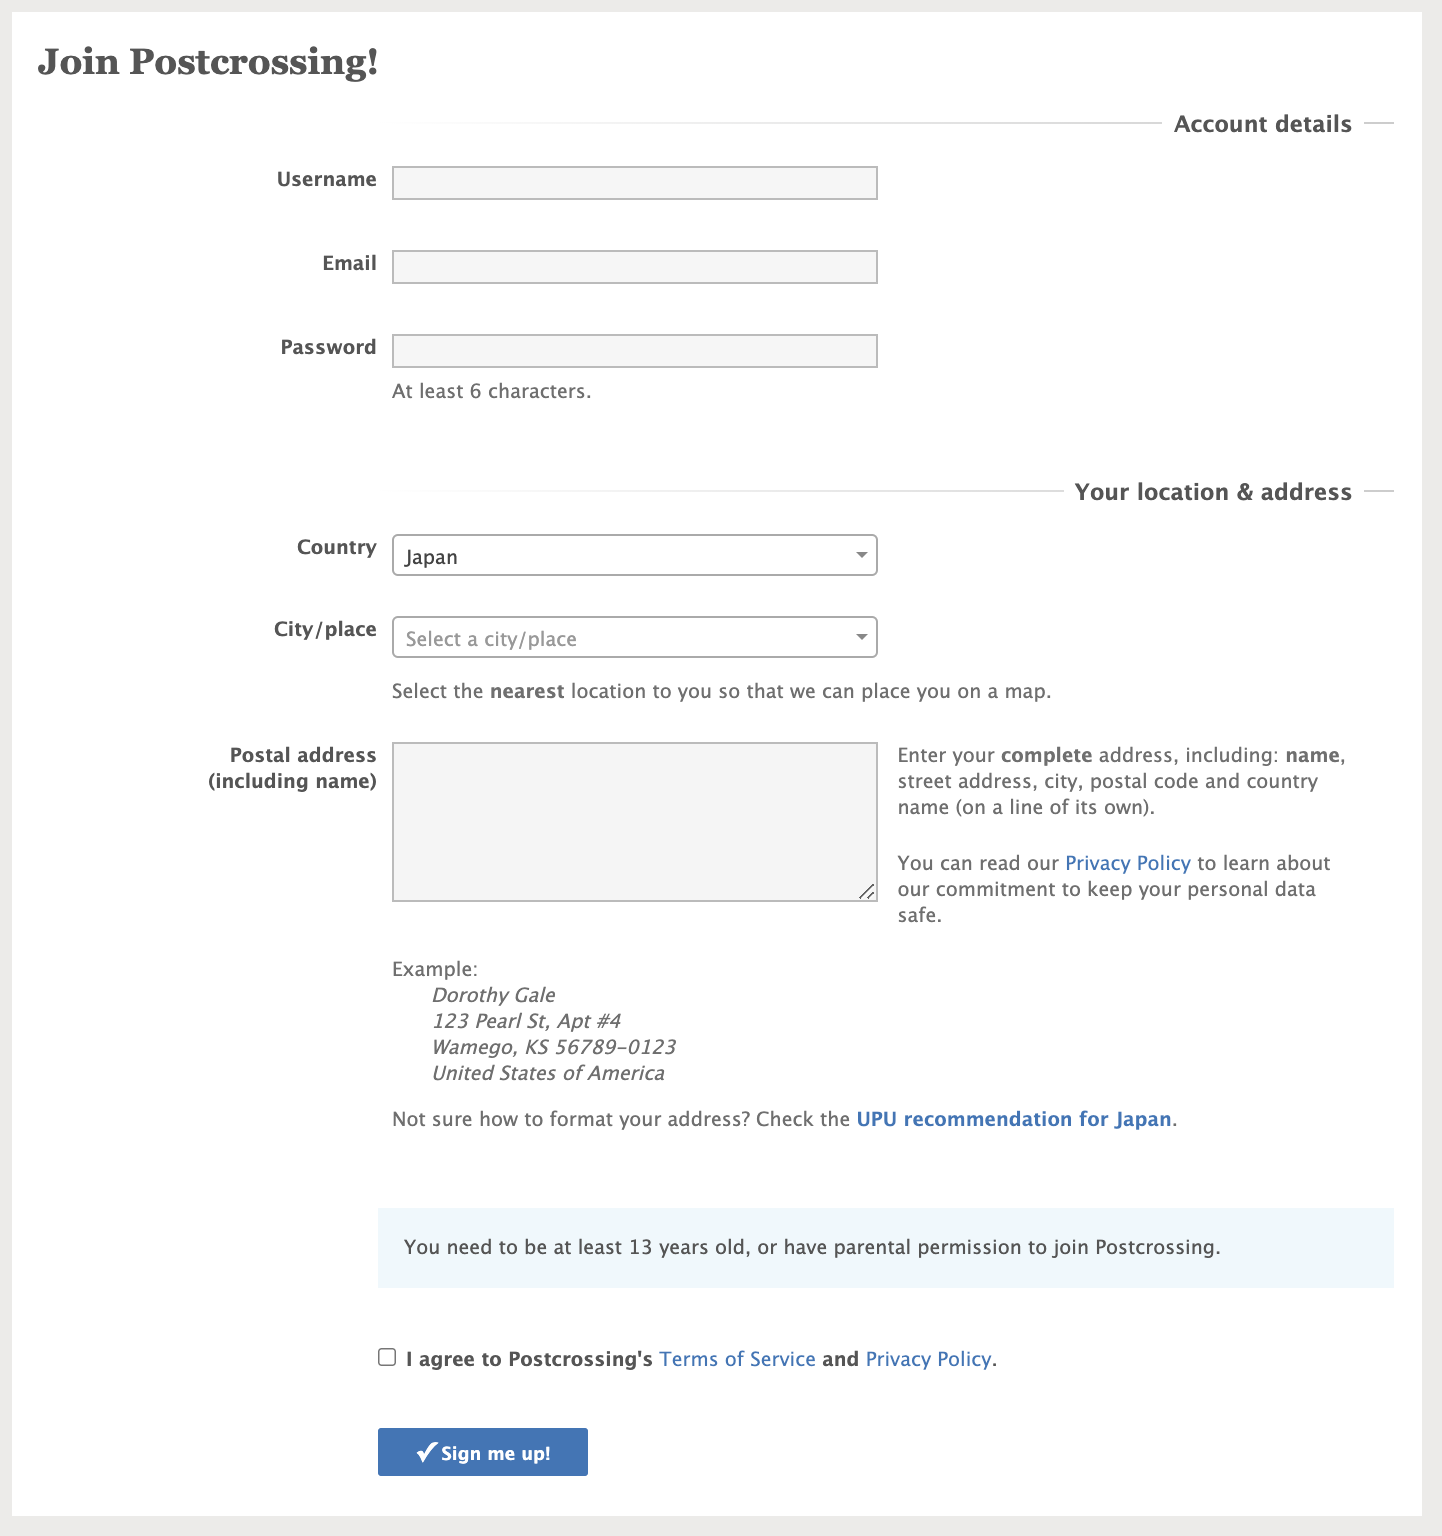 Join Postcrossing!
Account details
Username
Email
Password
At least 6 characters.
Your location & address
Country
Japan
City/place
Select a city/place
Select the nearest location to you so that we can place you on a map.
Postal address
(including name)
Enter your complete address, including: name,
street address, city, postal code and country
name (on a line of its own).
You can read our Privacy Policy to learn about
our commitment to keep your personal data
safe.
Example:
Dorothy Gale
123 Pearl St, Apt #4
Wamego, KS 56789-0123
United States of America
Not sure how to format your address? Check the UPU recommendation for Japan.
You need to be at least 13 years old, or have parental permission to join Postcrossing.
I agree to Postcrossing's Terms of Service and Privacy Policy.
Sign me up!